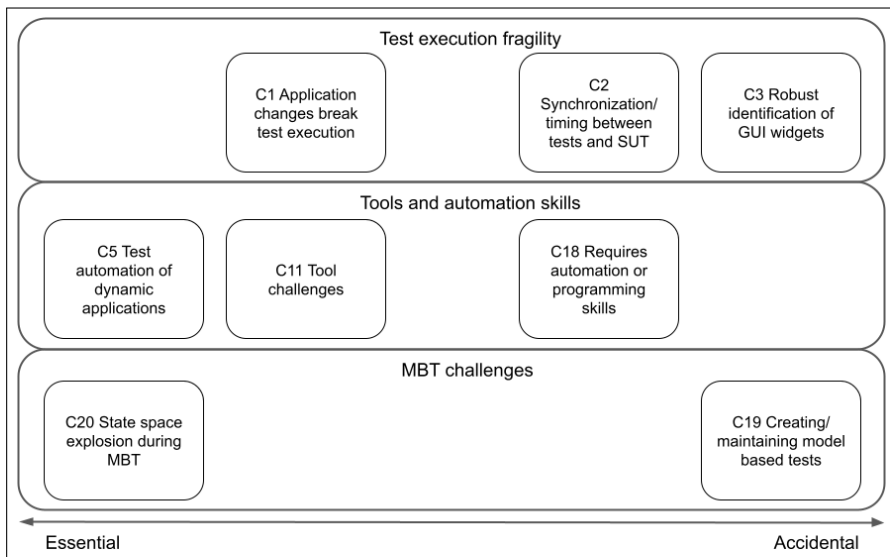 Test execution fragility
C1 Application
changes break
test execution
C2
Synchronization/
timing between
tests and SUT
C3 Robust
identification of
GUI widgets
Tools and automation skills
C5 Test
automation of
dynamic
applications
C11 Tool
challenges
C18 Requires
automation or
programming
skills
MBT challenges
C20 State space
explosion during
MBT
C19 Creating/
maintaining model
based tests
Essential
Accidental